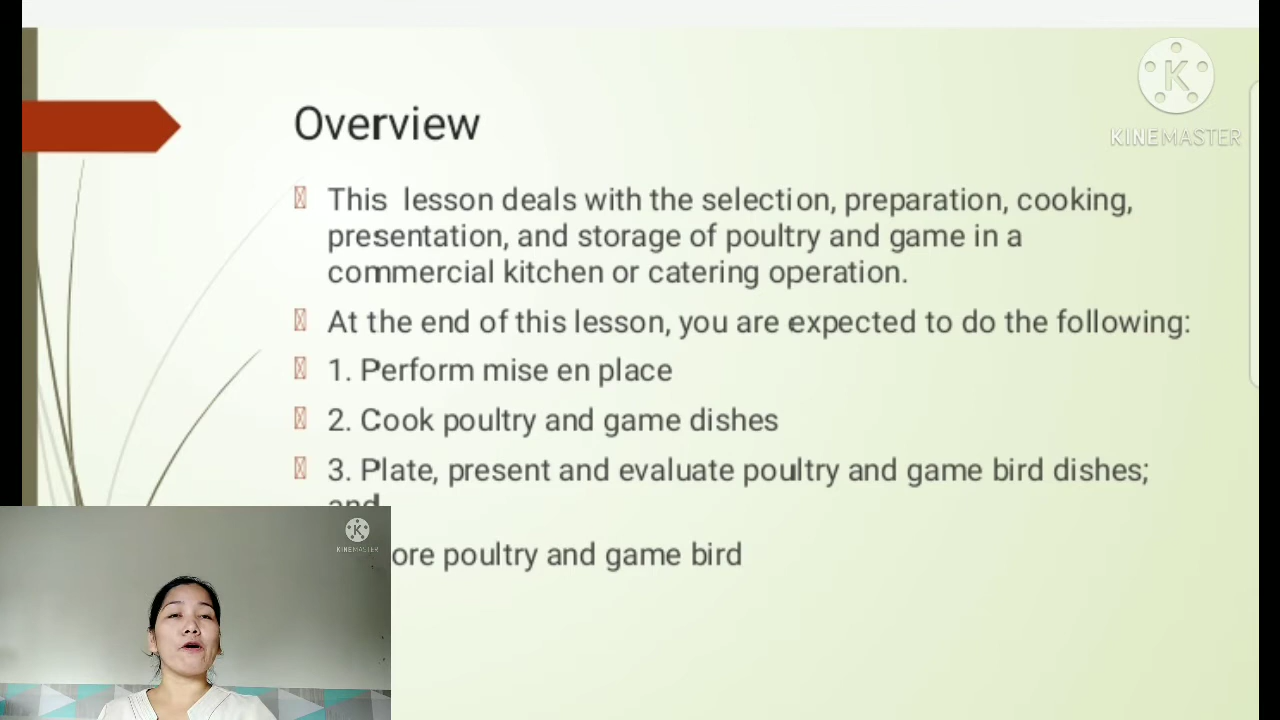 KINEMASTER
Overview
This lesson deals with the selection, preparation, cooking,
presentation, and storage of poultry and game in a
commercial kitchen or catering operation.
At the end of this lesson, you are expected to do the following:
1. Perform mise en place
2. Cook poultry and game dishes
3. Plate, present and evaluate poultry and game bird dishes;
and
ore poultry and game bird
KINEMASTER